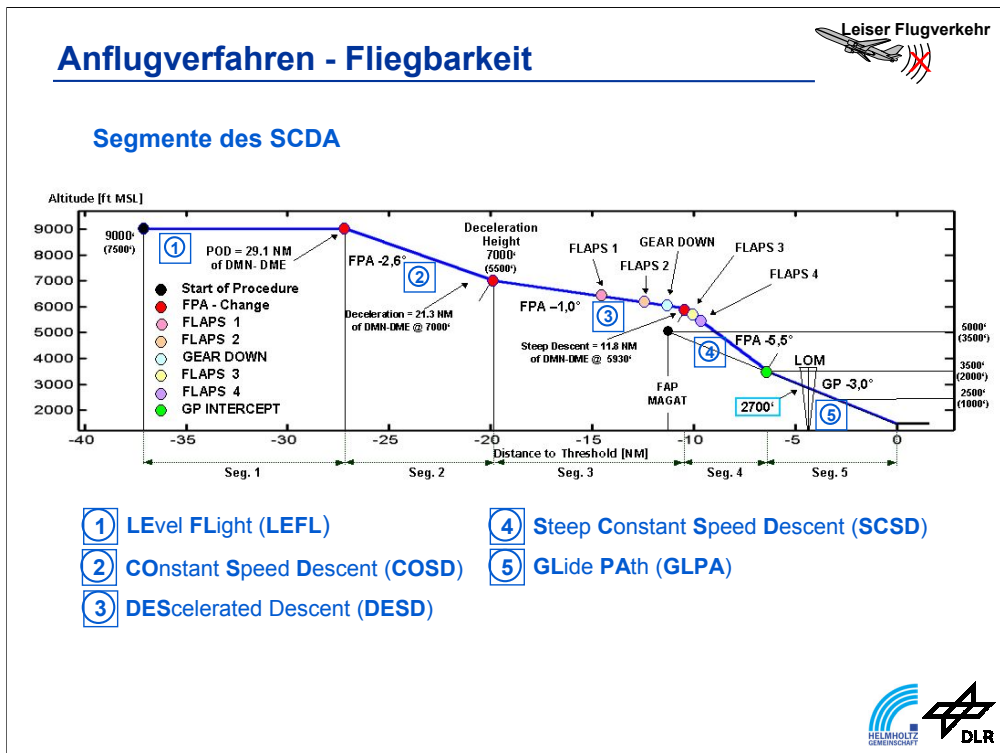 Leiser Flugverkehr
Anflugverfahren - Fliegbarkeit
Segmente des SCDA
Altitude [ft MSL]
9000
8000
7000
6000
5000
4000
3000
2000
9000‘
(7500‘)
1
POD = 29.1 NM
of DMN- DME
FPA -2,6°
2
Deceleration
Height
7000‘
(5500‘)
Deceleration = 21.3 NM
of DMN-DME @ 7000‘
FPA –1,0°
3
FLAPS 1
FLAPS 2
GEAR DOWN
FLAPS 3
FLAPS 4
Steep Descent = 11.8 NM
of DMN-DME @ 5930‘
4
FPA -5,5°
FAP
MAGAT
LOM
GP -3,0°
2700‘
5
5000‘
(3500‘)
3500‘
(2000‘)
2500‘
(1000‘)
Start of Procedure
FPA - Change
FLAPS 1
FLAPS 2
GEAR DOWN
FLAPS 3
FLAPS 4
GP INTERCEPT
-40 -35 -30 -25 -20 -15 -10 -5 0
Distance to Threshold [NM]
Seg. 1 Seg. 2 Seg. 3 Seg. 4 Seg. 5
1 LEvel FLight (LEFL)
2 COnstant Speed Descent (COSD)
3 DEScelerated Descent (DESD)
4 Steep Constant Speed Descent (SCSD)
5 GLide PAth (GLPA)
HELMHOLTZ
GEMEINSCHAFT
DLR